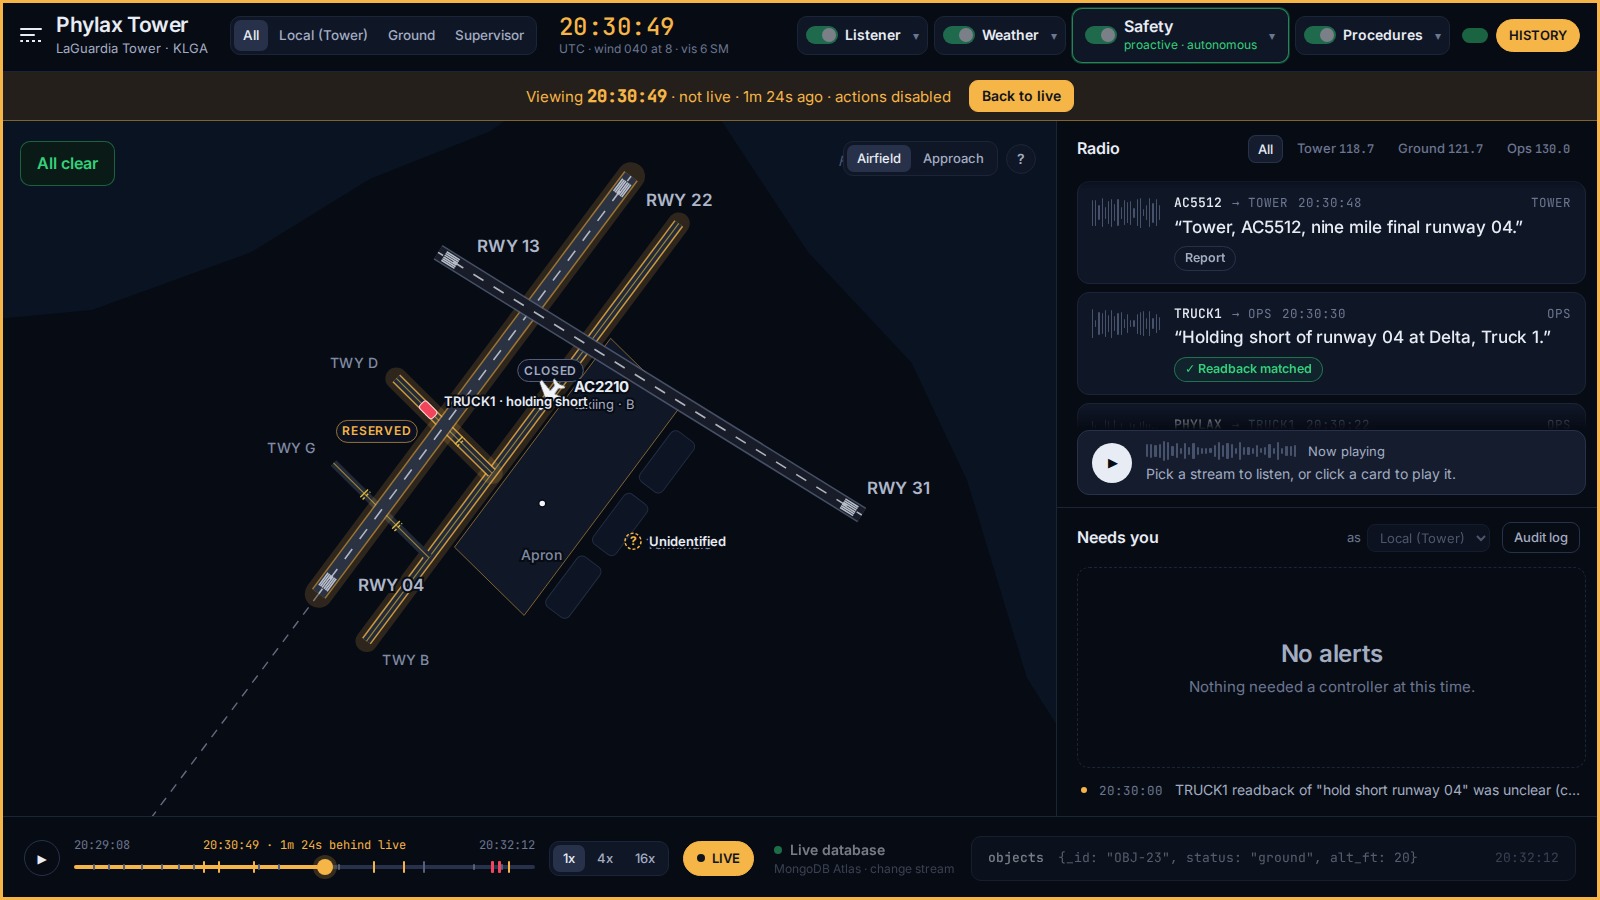 Phylax Tower
LaGuardia Tower · KLGA
All
Local (Tower)
Ground
Supervisor
20:30:49
UTC · wind 040 at 8 · vis 6 SM
Listener
Weather
Safety
proactive · autonomous
Procedures
HISTORY
Viewing 20:30:49 · not live · 1m 24s ago · actions disabled
Back to live
All clear
Airfield
Approach
?
RWY 22
RWY 13
TWY D
CLOSED
AC2210
TRUCK1 · holding short
· B
RESERVED
TWY G
RWY 31
? Unidentified
Apron
RWY 04
TWY B
Radio
All
Tower 118.7
Ground 121.7
Ops 130.0
AC5512 → TOWER 20:30:48
TOWER
“Tower, AC5512, nine mile final runway 04.”
Report
TRUCK1 → OPS 20:30:30
OPS
“Holding short of runway 04 at Delta, Truck 1.”
✓ Readback matched
PHYLAX → TRUCK1 20:30:22
OPS
Now playing
Pick a stream to listen, or click a card to play it.
Needs you
as
Local (Tower)
Audit log
No alerts
Nothing needed a controller at this time.
20:30:00 TRUCK1 readback of "hold short runway 04" was unclear (c...
20:29:08
20:30:49 · 1m 24s behind live
20:32:12
1x
4x
16x
LIVE
Live database
MongoDB Atlas · change stream
objects {_id: "OBJ-23", status: "ground", alt_ft: 20}
20:32:12